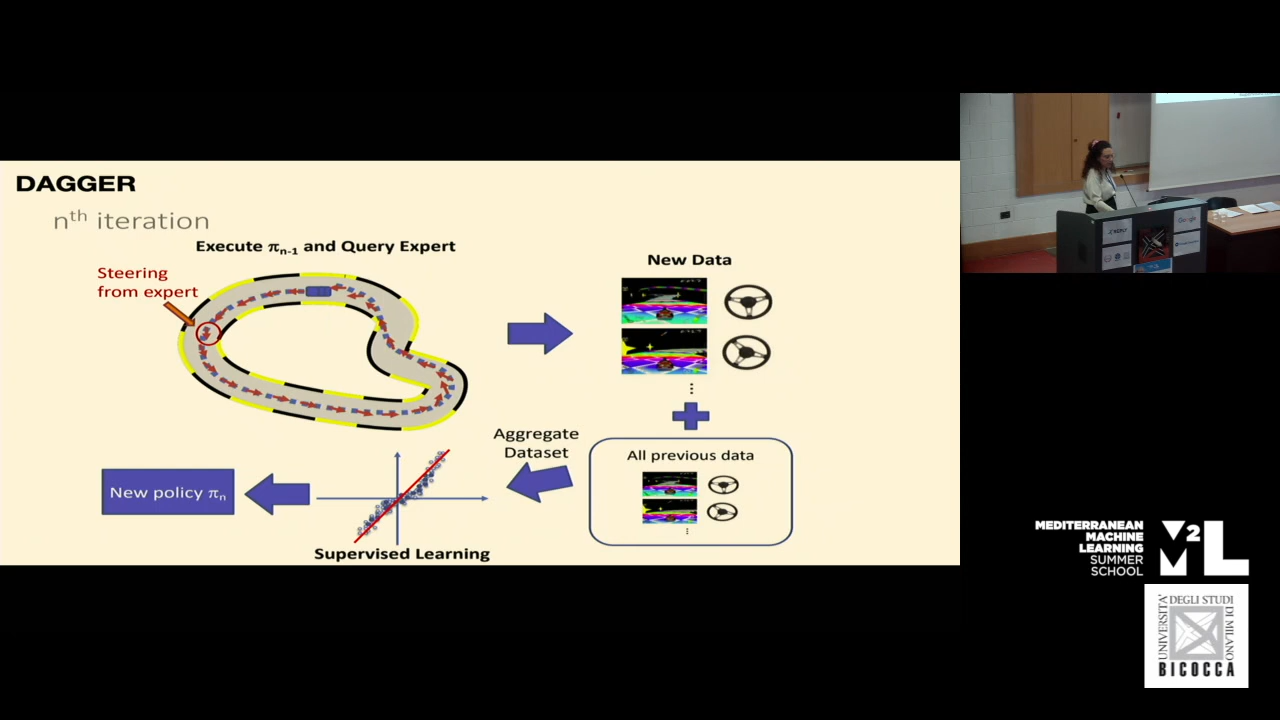 DAGGER
nth iteration
Execute πn-1 and Query Expert
Steering
from expert
New Data
Aggregate
Dataset
All previous data
New policy πn
Supervised Learning
MEDITERRANEAN
MACHINE
LEARNING
SUMMER
SCHOOL
M2L
UNIVERSITÀ
DEGLI STUDI
DI MILANO
BICOCCA
Google